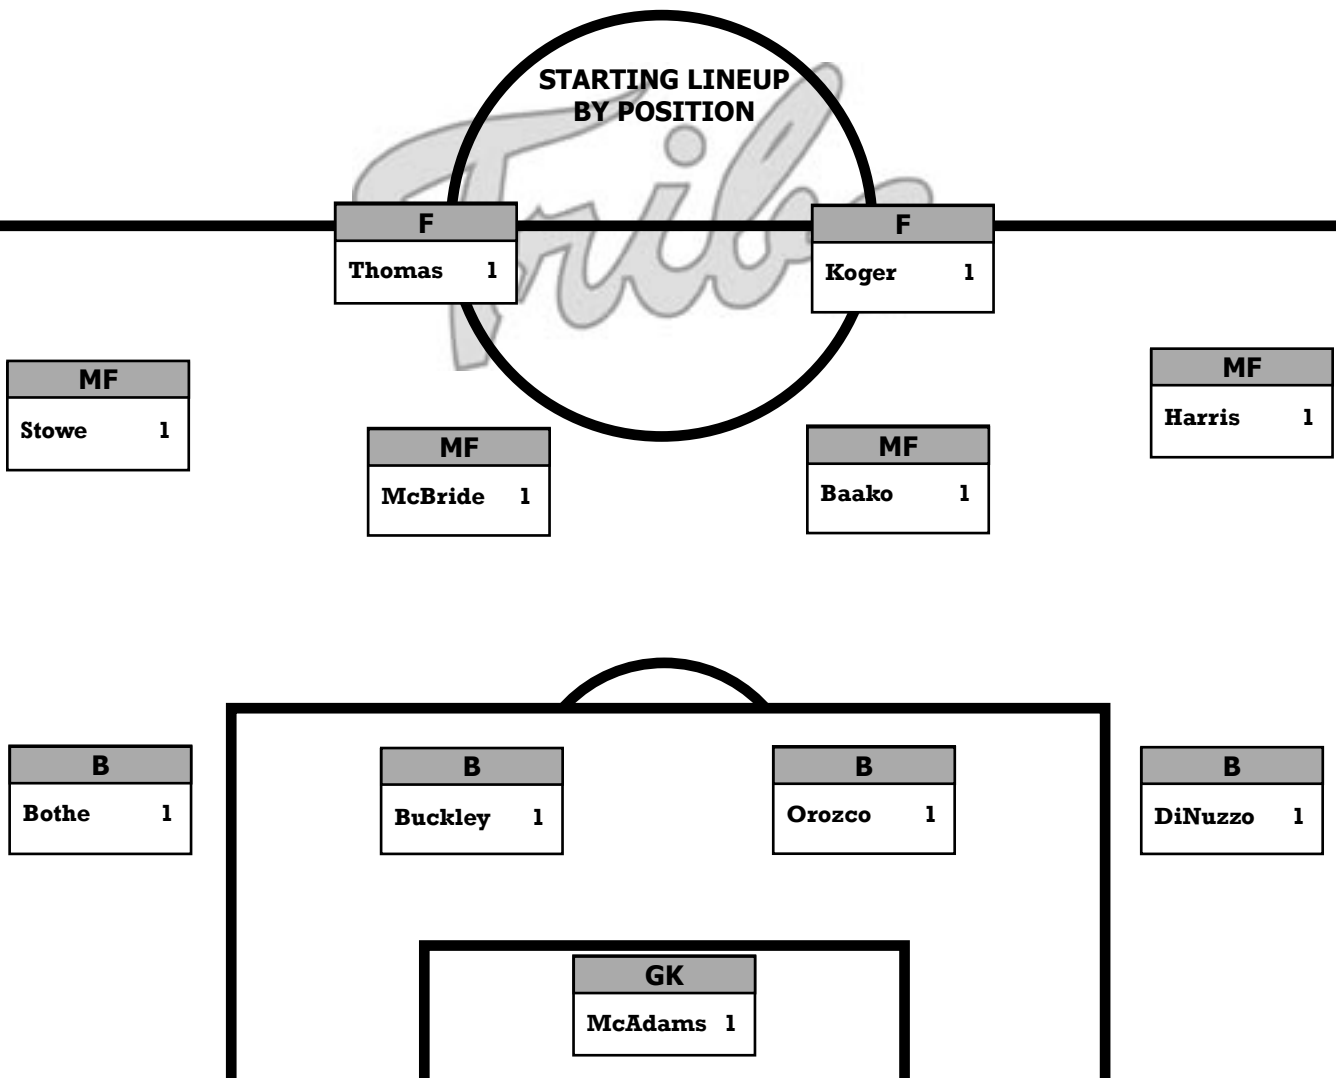 STARTING LINEUP
BY POSITION
Tribe
F
Thomas 1
F
Koger 1
MF
Stowe 1
MF
McBride 1
MF
Baako 1
MF
Harris 1
B
Bothe 1
B
Buckley 1
B
Orozco 1
B
DiNuzzo 1
GK
McAdams 1